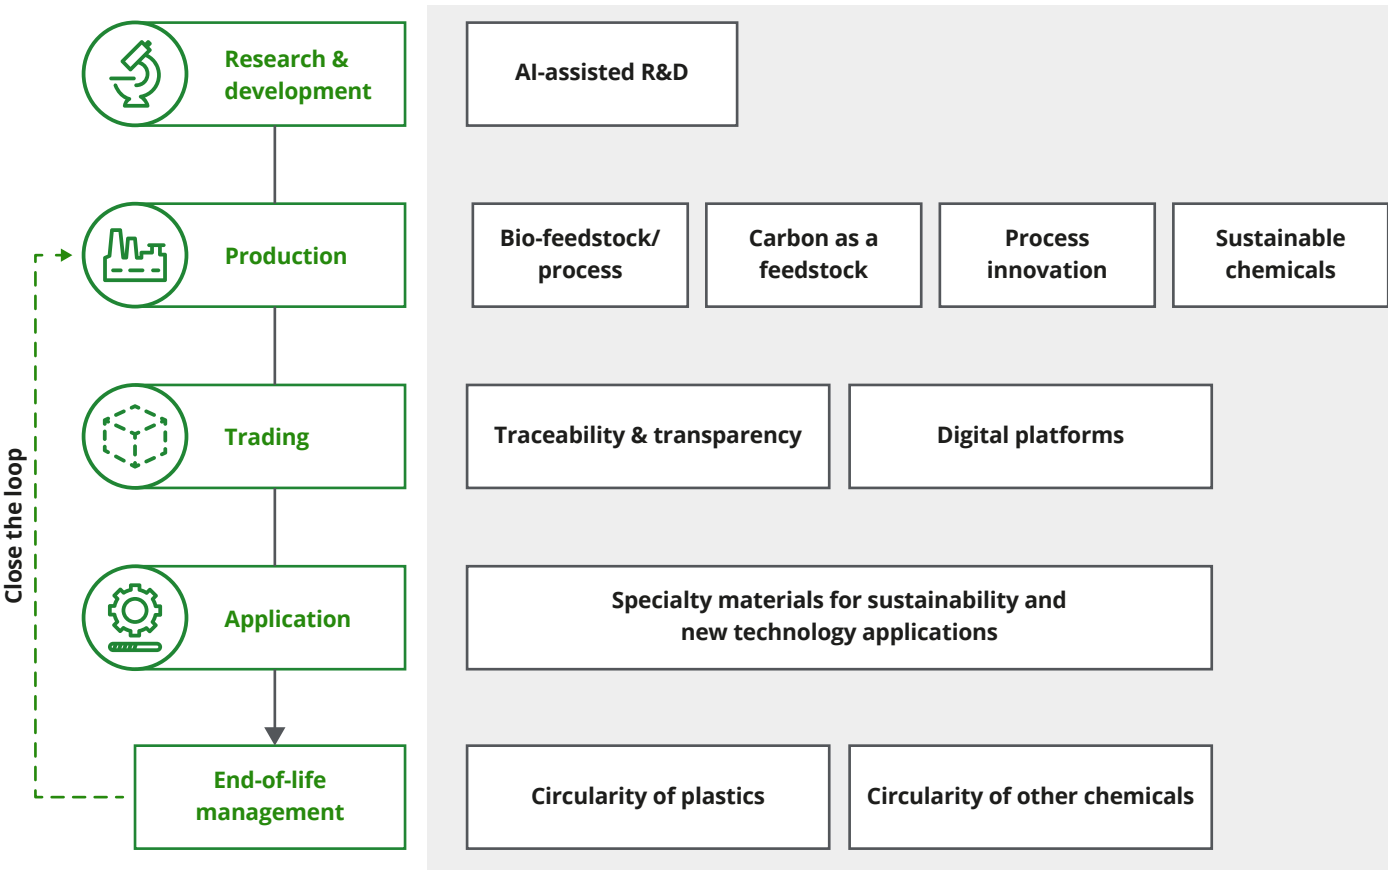 Research &
development
AI-assisted R&D
Production
Bio-feedstock/
process
Carbon as a
feedstock
Process
innovation
Sustainable
chemicals
Trading
Traceability & transparency
Digital platforms
Close the loop
Application
Specialty materials for sustainability and
new technology applications
End-of-life
management
Circularity of plastics
Circularity of other chemicals